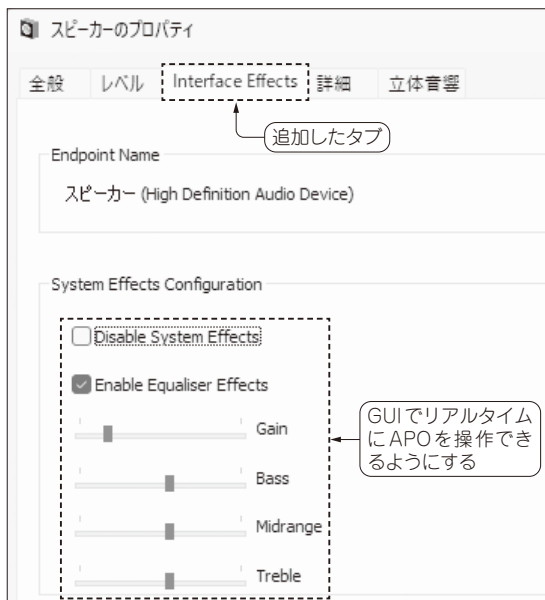 スピーカーのプロパティ
全般 レベル Interface Effects 詳細 立体音響
追加したタブ
Endpoint Name
スピーカー (High Definition Audio Device)
System Effects Configuration
Disable System Effects
Enable Equaliser Effects
Gain
Bass
Midrange
Treble
GUIでリアルタイム
にAPOを操作でき
るようにする